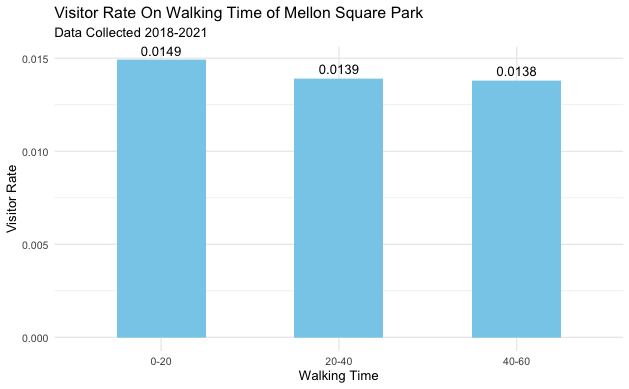 Visitor Rate On Walking Time of Mellon Square Park
Data Collected 2018-2021
0.0149
0.0139
0.0138
0.015
0.010
0.005
0.000
Visitor Rate
0-20
20-40
40-60
Walking Time